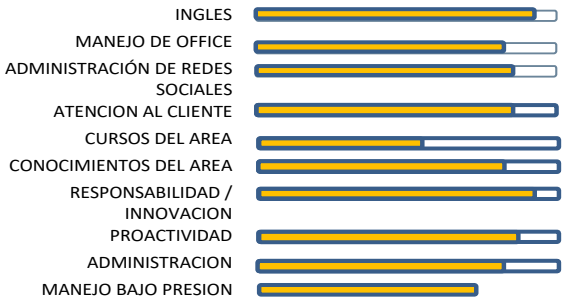 INGLES
MANEJO DE OFFICE
ADMINISTRACIÓN DE REDES
SOCIALES
ATENCION AL CLIENTE
CURSOS DEL AREA
CONOCIMIENTOS DEL AREA
RESPONSABILIDAD /
INNOVACION
PROACTIVIDAD
ADMINISTRACION
MANEJO BAJO PRESION